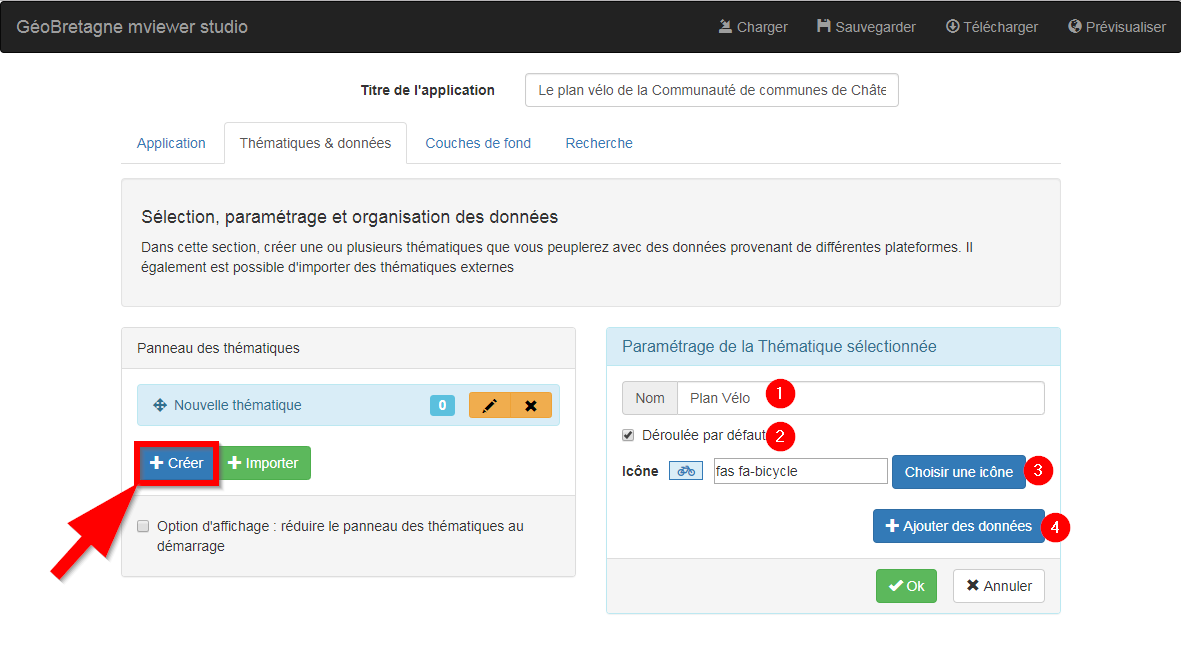 GéoBretagne mviewer studio
Charger
Sauvegarder
Télécharger
Prévisualiser
Titre de l'application
Le plan vélo de la Communauté de communes de Châte
Application
Thématiques & données
Couches de fond
Recherche
Sélection, paramétrage et organisation des données
Dans cette section, créer une ou plusieurs thématiques que vous peuplerez avec des données provenant de différentes plateformes. Il
également est possible d'importer des thématiques externes
Panneau des thématiques
Nouvelle thématique
0
Créer
Importer
Option d'affichage : réduire le panneau des thématiques au
démarrage
Paramétrage de la Thématique sélectionnée
Nom
Plan Vélo
1
Déroulée par défaut
2
Icône
fas fa-bicycle
Choisir une icône
3
Ajouter des données
4
Ok
Annuler